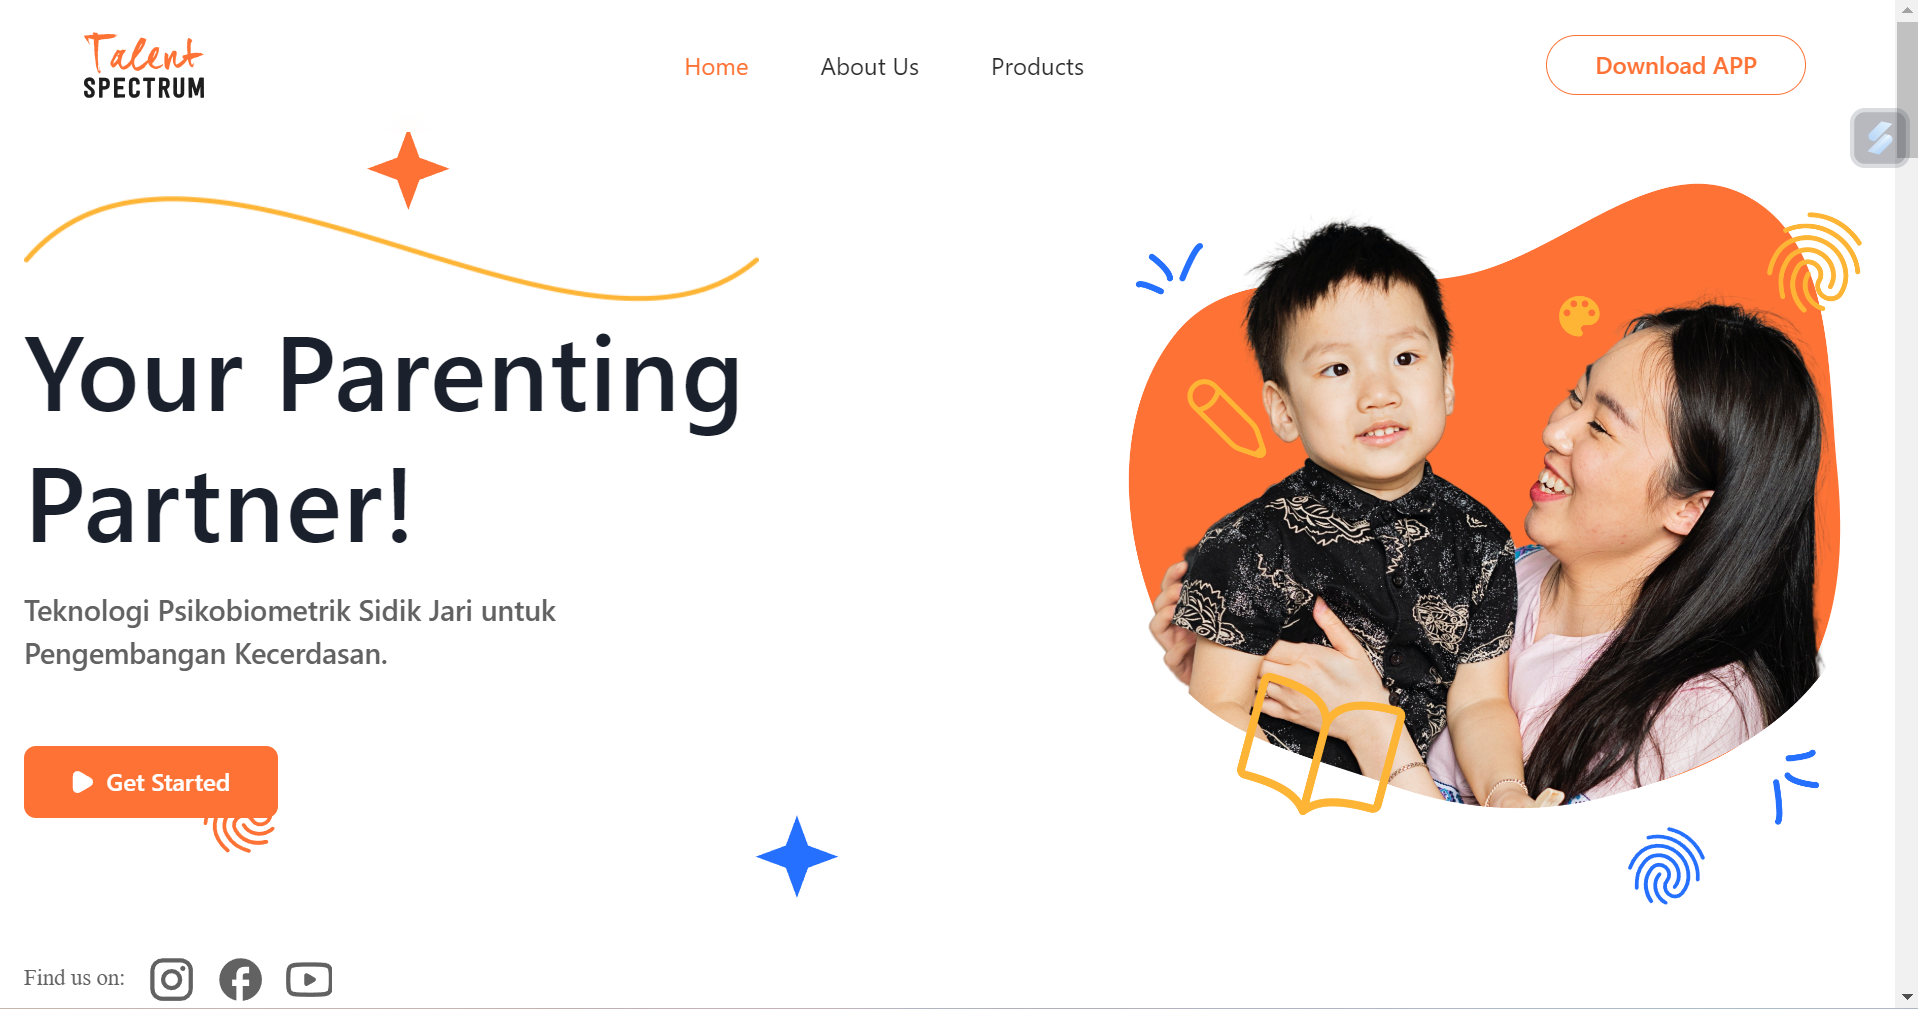 Talent
SPECTRUM
Home
About Us
Products
Download APP
Your Parenting
Partner!
Teknologi Psikobiometrik Sidik Jari untuk
Pengembangan Kecerdasan.
Get Started
Find us on: